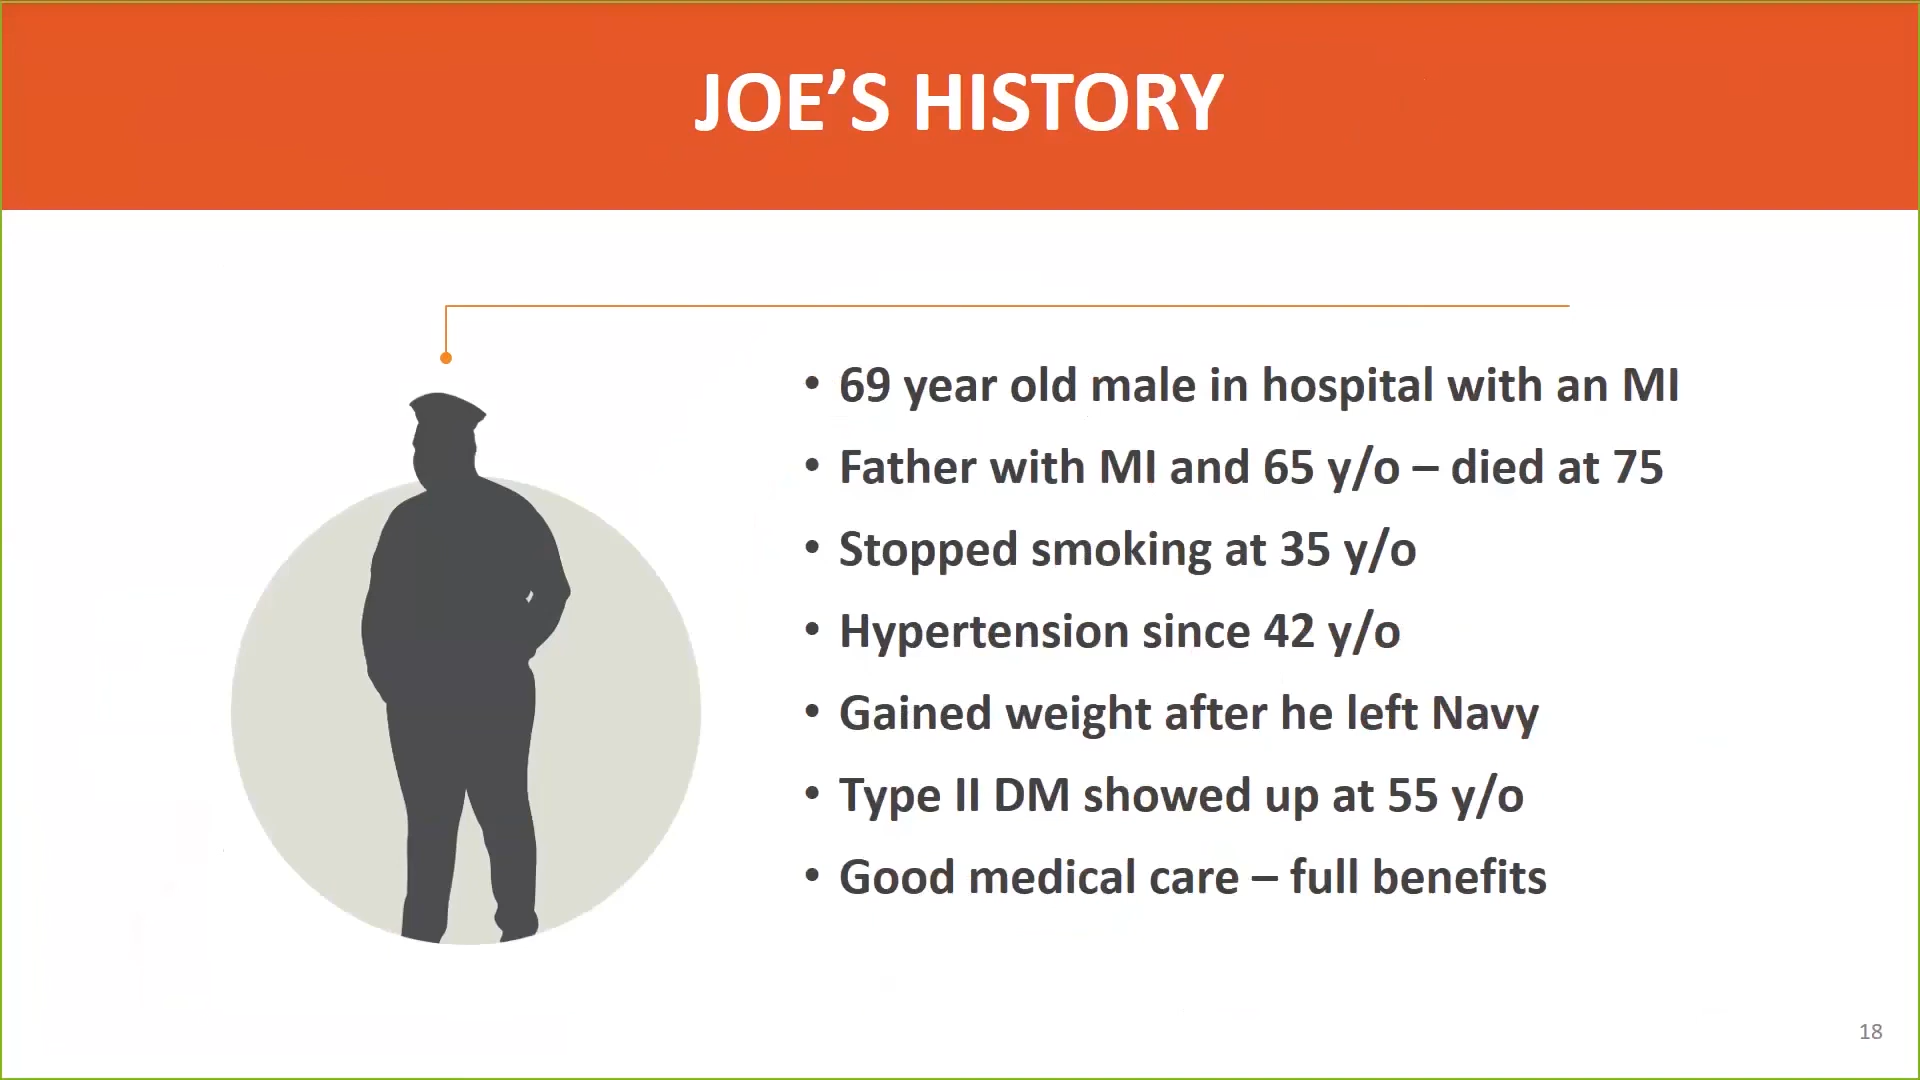 JOE’S HISTORY
• 69 year old male in hospital with an MI
• Father with MI and 65 y/o – died at 75
• Stopped smoking at 35 y/o
• Hypertension since 42 y/o
• Gained weight after he left Navy
• Type II DM showed up at 55 y/o
• Good medical care – full benefits
18